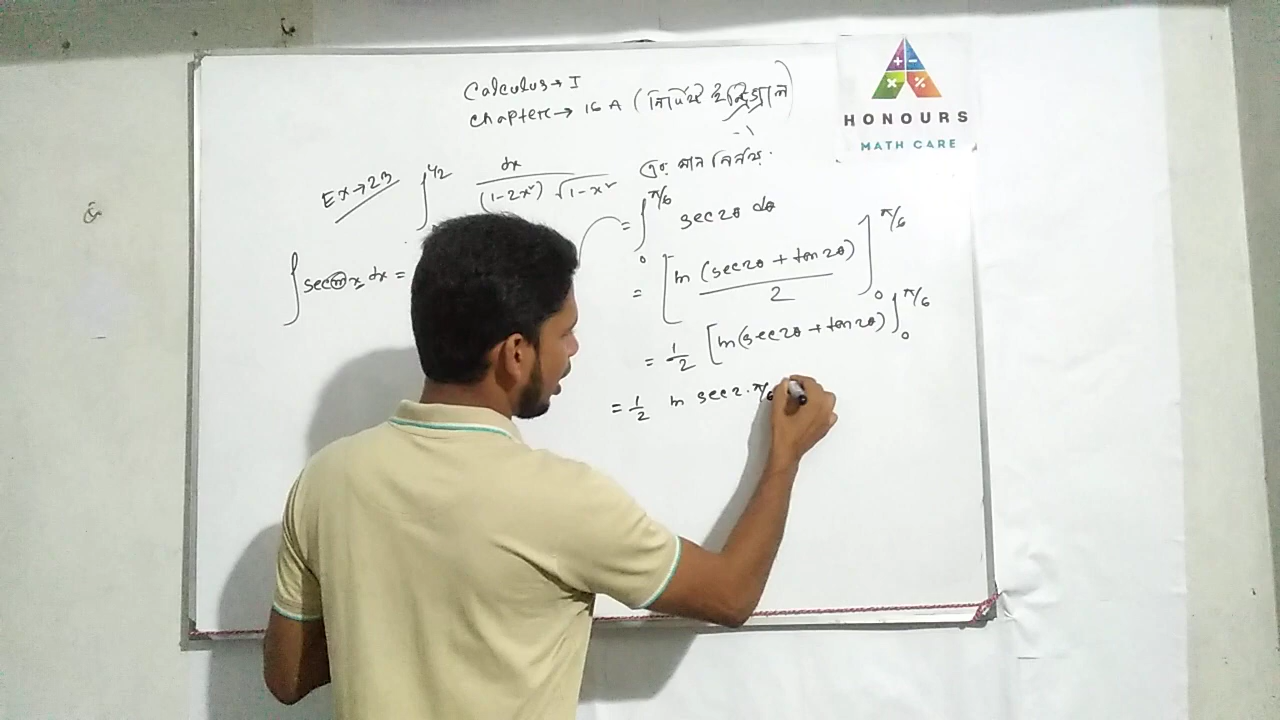 Calculus → I
Chapter → 16 A (নির্দিষ্ট ইন্টিগ্রাল)
HONOURS
MATH CARE
Ex → 23 ∫ 1/2 dx / (1-2x²) √1-x² এর মান নির্ণয়.
= ∫₀^π/6 sec2θ dθ
∫ sec m x dx =
= [ ln (sec2θ + tan2θ) / 2 ]₀^π/6
= 1/2 [ ln(sec2θ + tan2θ) ]₀^π/6
= 1/2 ln sec2.π/6